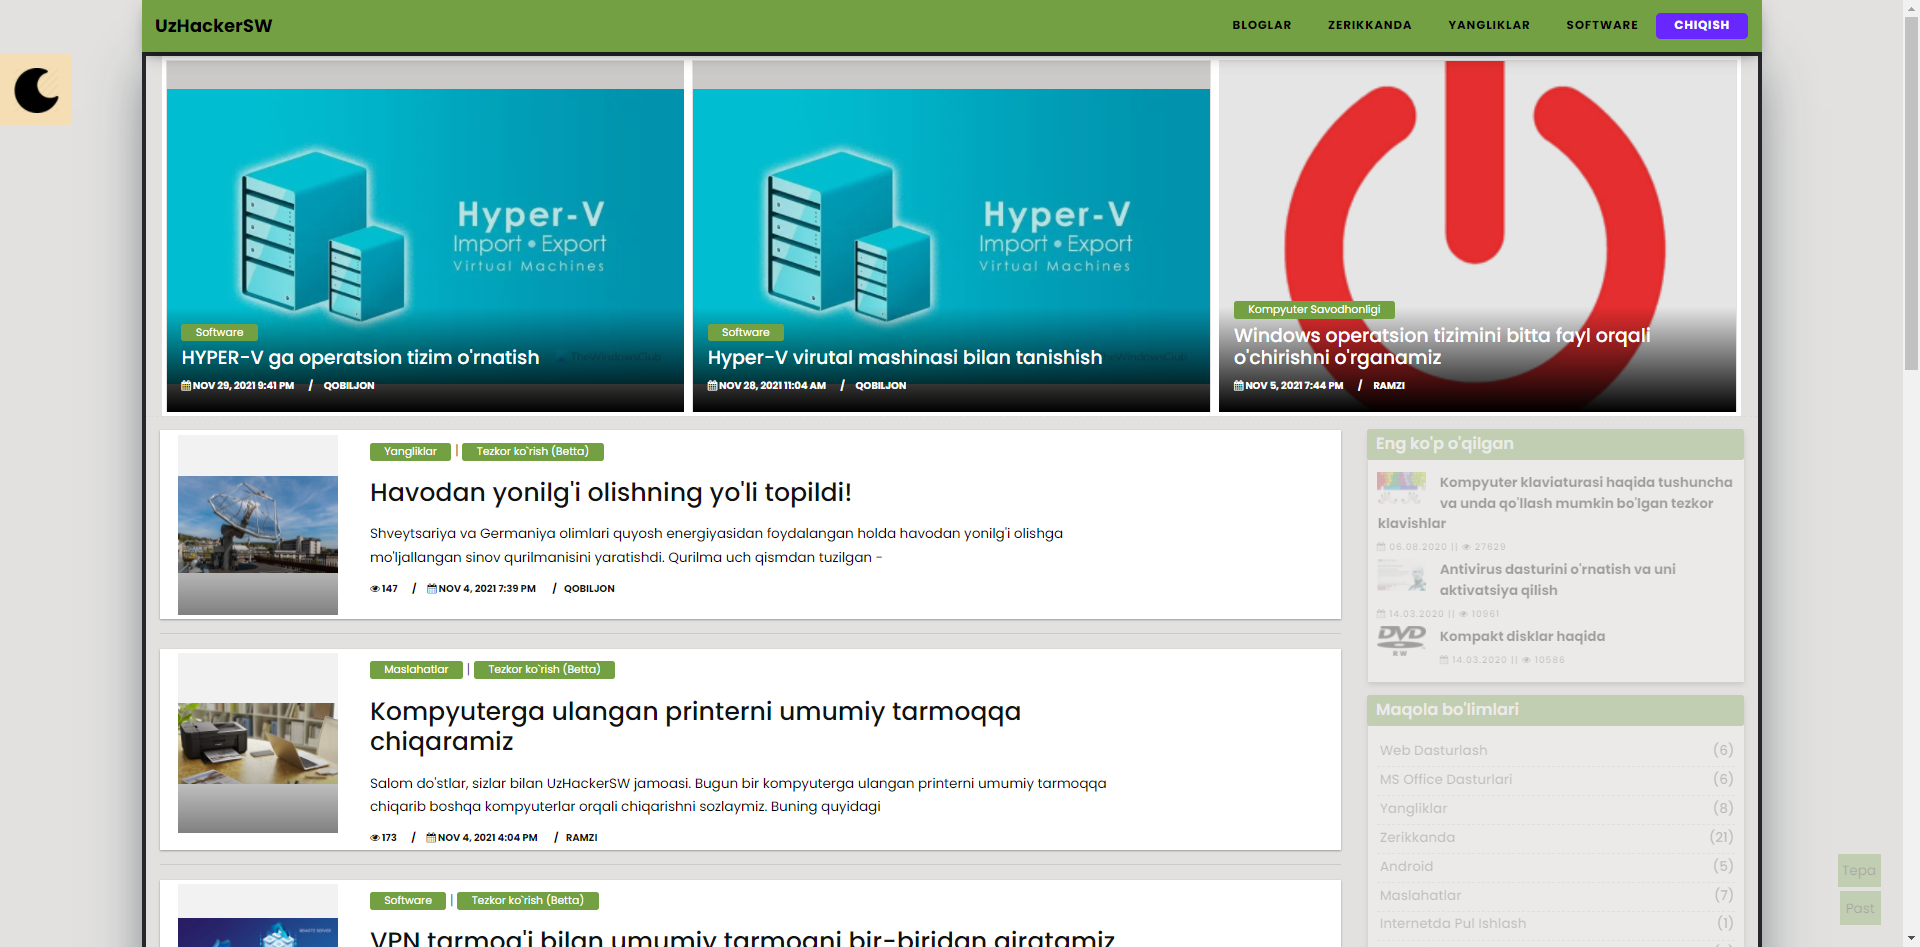 UzHackerSW
BLOGLAR
ZERIKKANDA
YANGLIKLAR
SOFTWARE
CHIQISH
Hyper-V
Import • Export
Virtual Machines
Software
TheWindowsClub
HYPER-V ga operatsion tizim o'rnatish
NOV 29, 2021 9:41 PM / QOBILJON
Hyper-V
Import • Export
Virtual Machines
Software
Hyper-V virutal mashinasi bilan tanishish
NOV 28, 2021 11:04 AM / QOBILJON
Kompyuter Savodhonligi
Windows operatsion tizimini bitta fayl orqali
o'chirishni o'rganamiz
NOV 5, 2021 7:44 PM / RAMZI
Yangliklar | Tezkor ko`rish (Betta)
Havodan yonilg'i olishning yo'li topildi!
Shveytsariya va Germaniya olimlari quyosh energiyasidan foydalangan holda havodan yonilg'i olishga
mo'ljallangan sinov qurilmanisini yaratishdi. Qurilma uch qismdan tuzilgan -
147 / NOV 4, 2021 7:39 PM / QOBILJON
Maslahatlar | Tezkor ko`rish (Betta)
Kompyuterga ulangan printerni umumiy tarmoqqa
chiqaramiz
Salom do'stlar, sizlar bilan UzHackerSW jamoasi. Bugun bir kompyuterga ulangan printerni umumiy tarmoqqa
chiqarib boshqa kompyuterlar orqali chiqarishni sozlaymiz. Buning quyidagi
173 / NOV 4, 2021 4:04 PM / RAMZI
Software | Tezkor ko`rish (Betta)
VPN tarmog'i bilan umumiy tarmoqni bir-biridan ajratamiz
Eng ko'p o'qilgan
Kompyuter klaviaturasi haqida tushuncha
va unda qo'llash mumkin bo'lgan tezkor
klavishlar
06.08.2020 || 27629
Antivirus dasturini o'rnatish va uni
aktivatsiya qilish
14.03.2020 || 10961
DVD
RW
Kompakt disklar haqida
14.03.2020 || 10586
Maqola bo'limlari
Web Dasturlash (6)
MS Office Dasturlari (6)
Yangliklar (8)
Zerikkanda (21)
Android (5)
Maslahatlar (7)
Internetda Pul Ishlash (1)
Tepa
Past